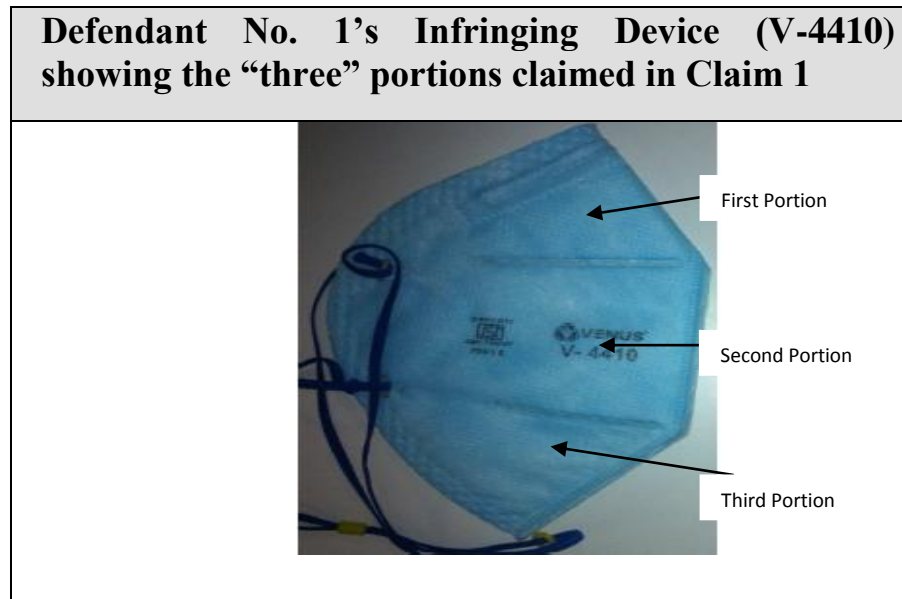 Defendant No. 1's Infringing Device (V-4410)
showing the “three” portions claimed in Claim 1
First Portion
ISI
VENUS
V- 4410
Second Portion
Third Portion